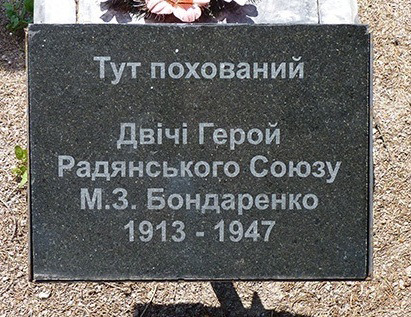 Тут похований
Двічі Герой
Радянського Союзу
М.З. Бондаренко
1913 - 1947